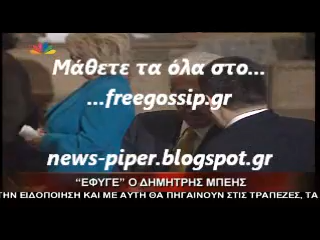 Μάθετε τα όλα στο...
...freegossip.gr
news-piper.blogspot.gr
“ΕΦΥΓΕ” Ο ΔΗΜΗΤΡΗΣ ΜΠΕΗΣ
ΤΗΝ ΕΙΔΟΠΟΙΗΣΗ ΚΑΙ ΜΕ ΑΥΤΗ ΘΑ ΠΗΓΑΙΝΟΥΝ ΣΤΙΣ ΤΡΑΠΕΖΕΣ, ΤΑ